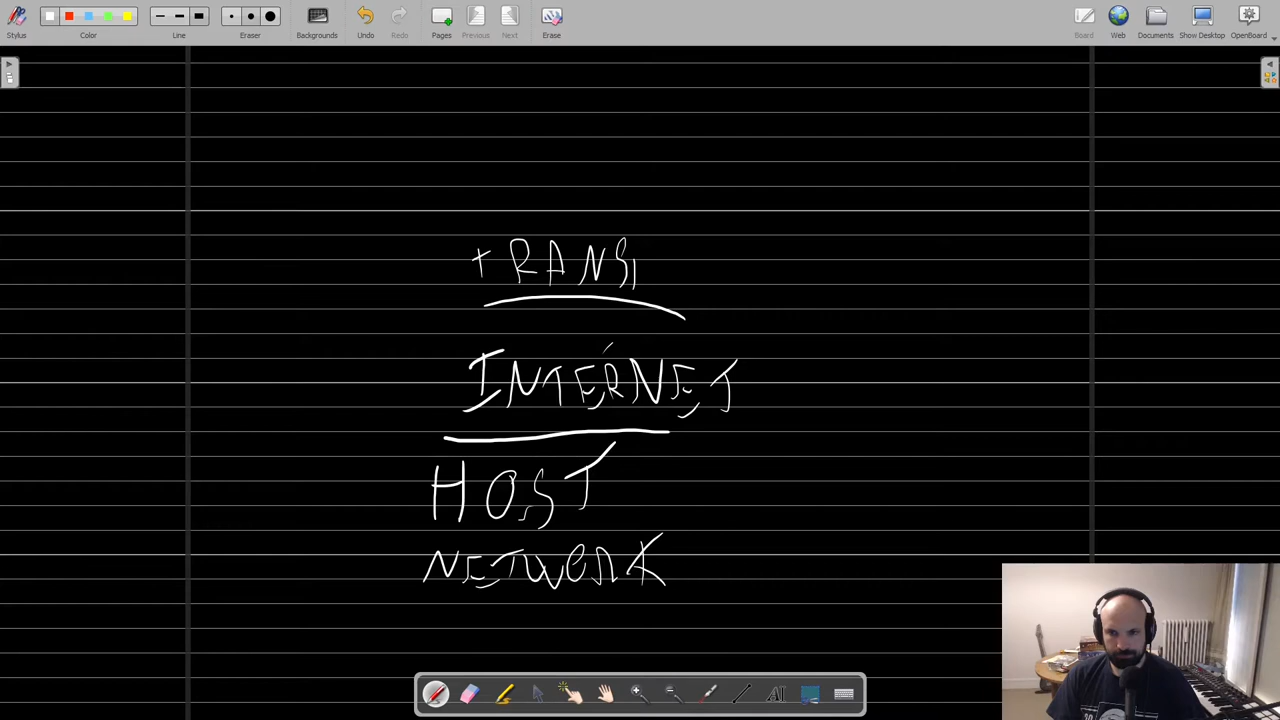 Stylus Color Line Eraser Backgrounds Undo Redo Pages Previous Next Erase Board Web Documents Show Desktop OpenBoard
tRANS
INTERNET
HOST
NETWORK